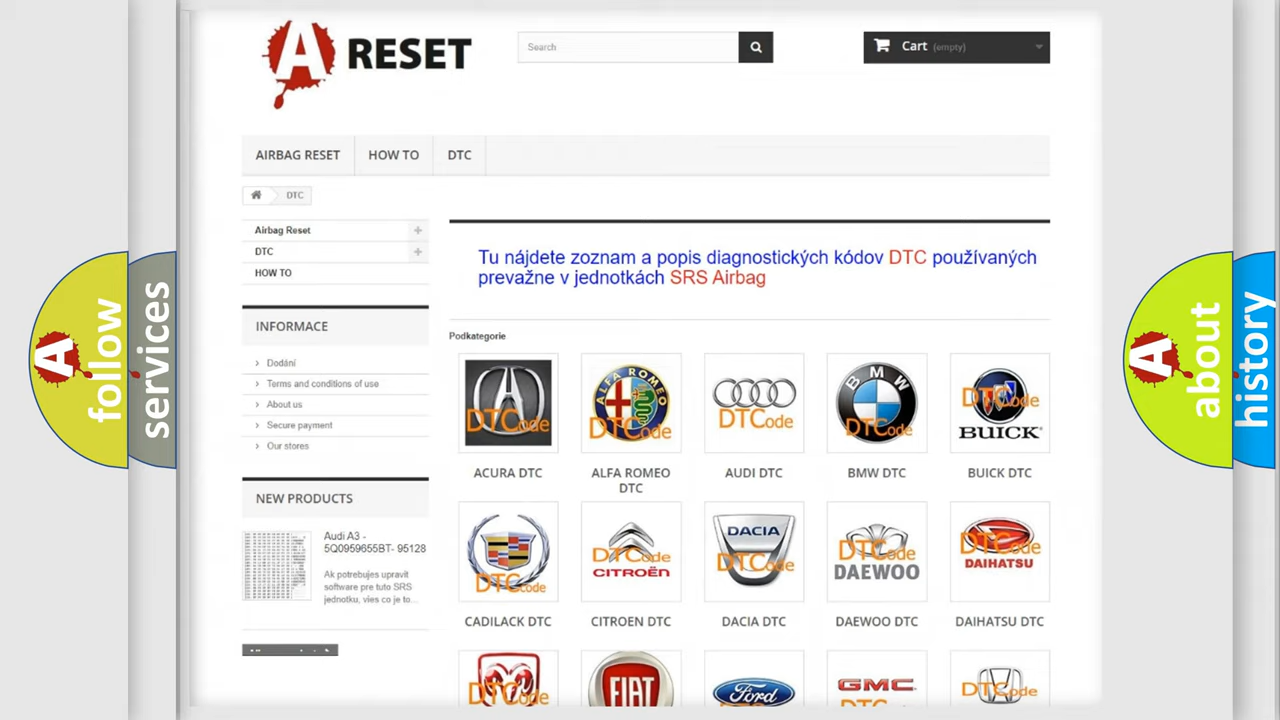 A RESET
Search
Cart (empty)
AIRBAG RESET
HOW TO
DTC
DTC
Airbag Reset
DTC
HOW TO
Tu nájdete zoznam a popis diagnostických kódov DTC používaných
prevažne v jednotkách SRS Airbag
INFORMACE
Dodání
Terms and conditions of use
About us
Secure payment
Our stores
NEW PRODUCTS
Audi A3 -
5Q0959655BT- 95128
Ak potrebujes upravit
software pre tuto SRS
jednotku, vies co je to...
Podkategorie
DTCode
ALFA ROMEO
DTCode
DTCode
BMW
DTCode
DTCode
BUICK
ACURA DTC
ALFA ROMEO
DTC
AUDI DTC
BMW DTC
BUICK DTC
DTCode
DTCode
CITROËN
DACIA
DTCode
DTCode
DAEWOO
DTCode
DAIHATSU
CADILACK DTC
CITROEN DTC
DACIA DTC
DAEWOO DTC
DAIHATSU DTC
DTCode
FIAT
Ford
GMC
DTCode
A follow
services
A about
history